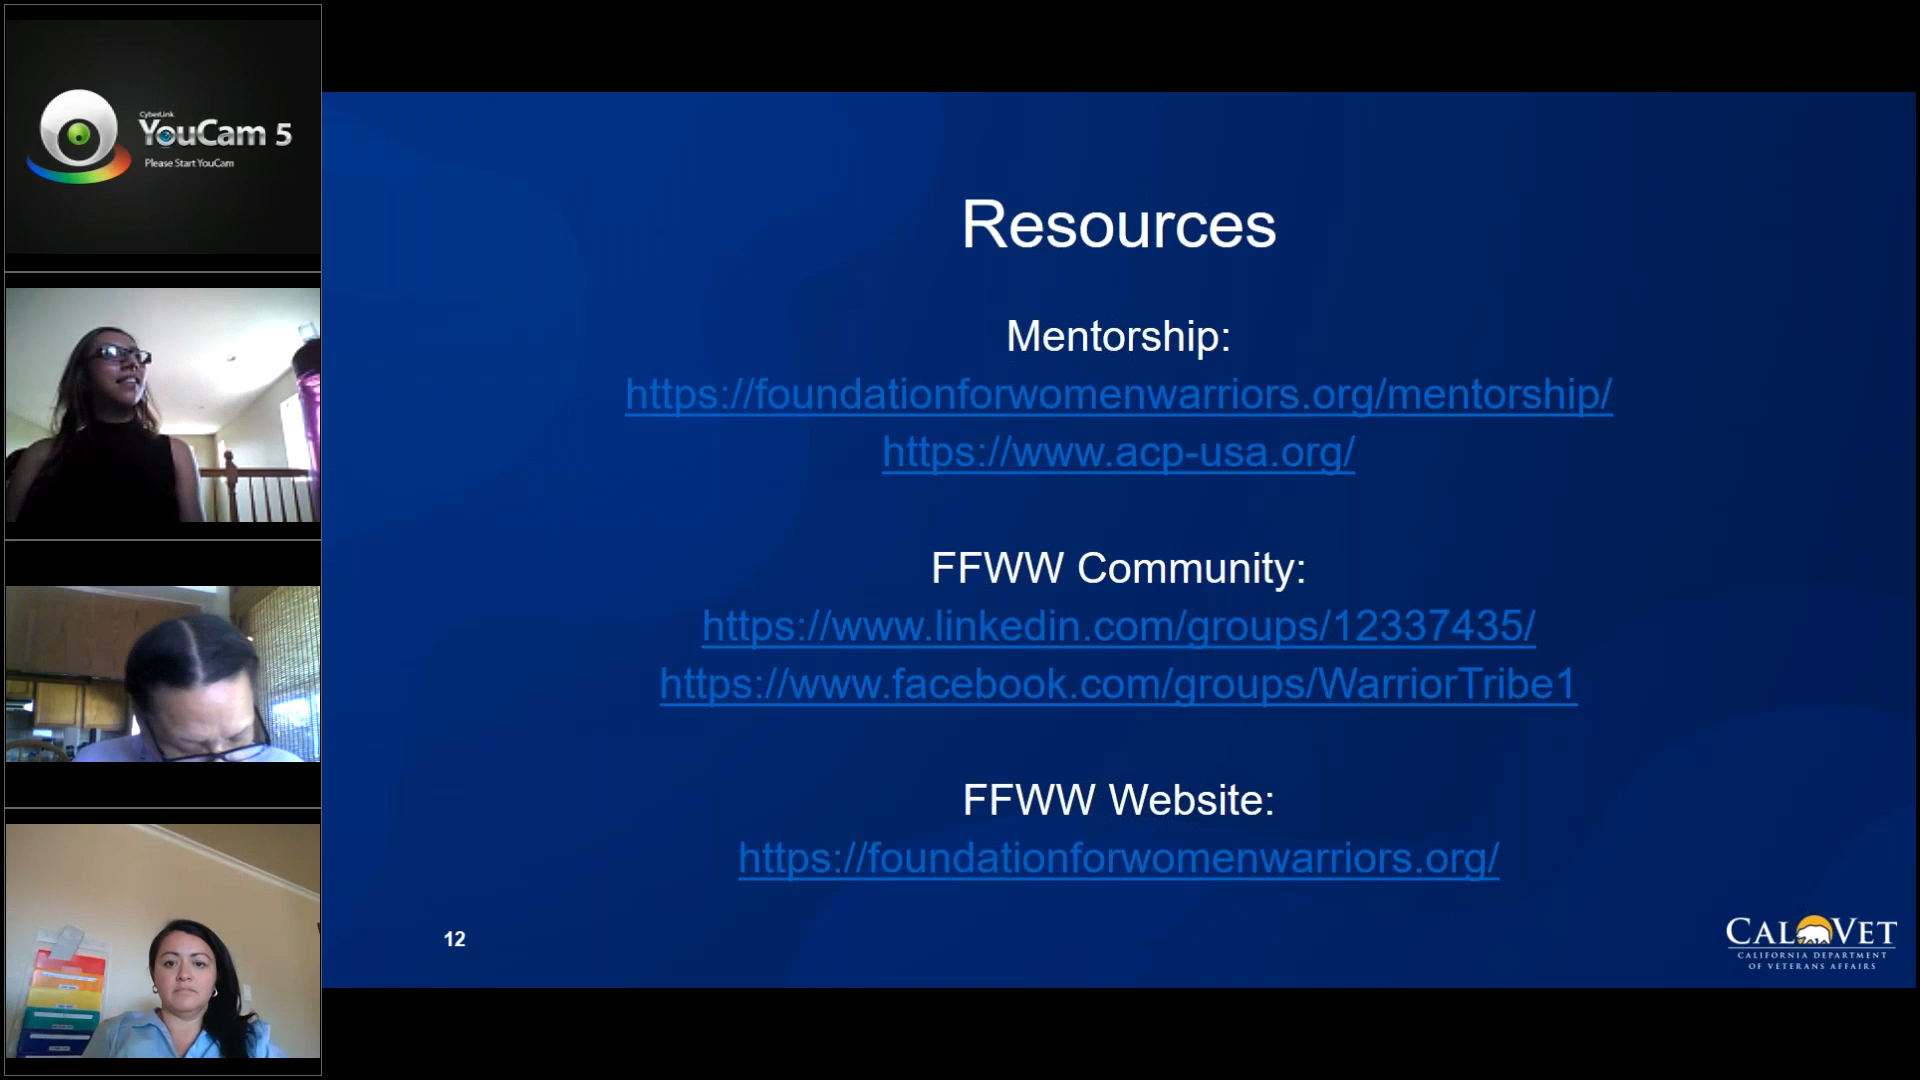 CyberLink
YouCam 5
Please Start YouCam
Resources
Mentorship:
https://foundationforwomenwarriors.org/mentorship/
https://www.acp-usa.org/
FFWW Community:
https://www.linkedin.com/groups/12337435/
https://www.facebook.com/groups/WarriorTribe1
FFWW Website:
https://foundationforwomenwarriors.org/
12
CALVET
CALIFORNIA DEPARTMENT
OF VETERANS AFFAIRS